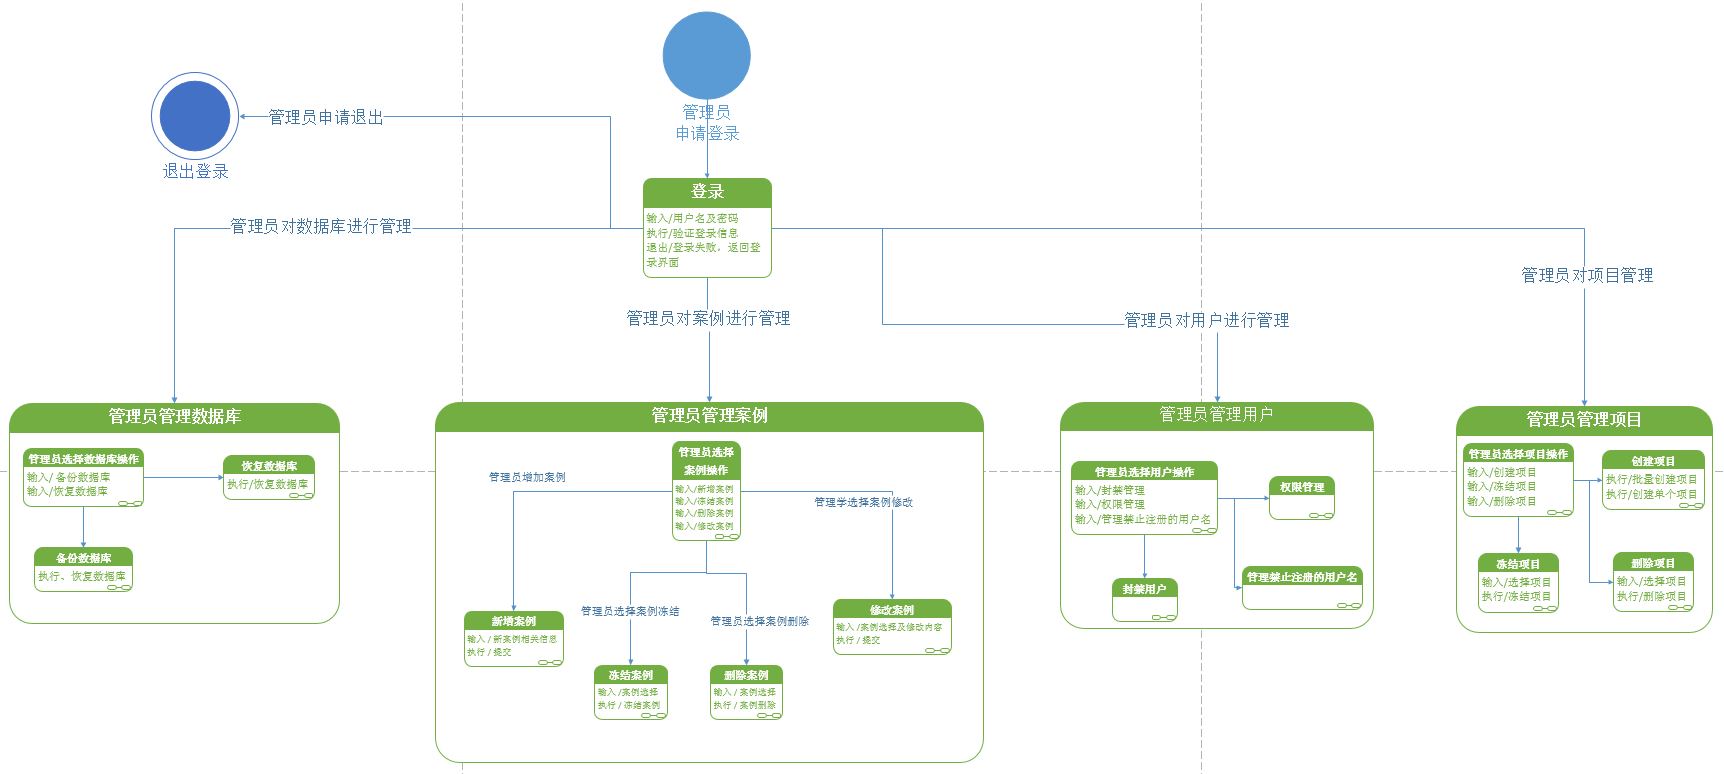 管理员
申请登录
管理员申请退出
退出登录
登录
输入/用户名及密码
执行/验证登录信息
退出/登录失败，返回登
录界面
管理员对数据库进行管理
管理员对案例进行管理
管理员对用户进行管理
管理员对项目管理
管理员管理数据库
管理员选择数据库操作
输入/ 备份数据库
输入/恢复数据库
恢复数据库
执行/恢复数据库
备份数据库
执行、恢复数据库
管理员管理案例
管理员选择
案例操作
输入/新增案例
输入/冻结案例
输入/删除案例
输入/修改案例
管理员增加案例
管理学选择案例修改
管理员选择案例冻结
管理员选择案例删除
新增案例
输入 / 新案例相关信息
执行 / 提交
冻结案例
输入 /案例选择
执行 / 冻结案例
删除案例
输入 / 案例选择
执行 / 案例删除
修改案例
输入 /案例选择及修改内容
执行 / 提交
管理员管理用户
管理员选择用户操作
输入/封禁管理
输入/权限管理
输入/管理禁止注册的用户名
权限管理
封禁用户
管理禁止注册的用户名
管理员管理项目
管理员选择项目操作
输入/创建项目
输入/冻结项目
输入/删除项目
创建项目
执行/批量创建项目
执行/创建单个项目
冻结项目
输入/选择项目
执行/冻结项目
删除项目
输入/选择项目
执行/删除项目